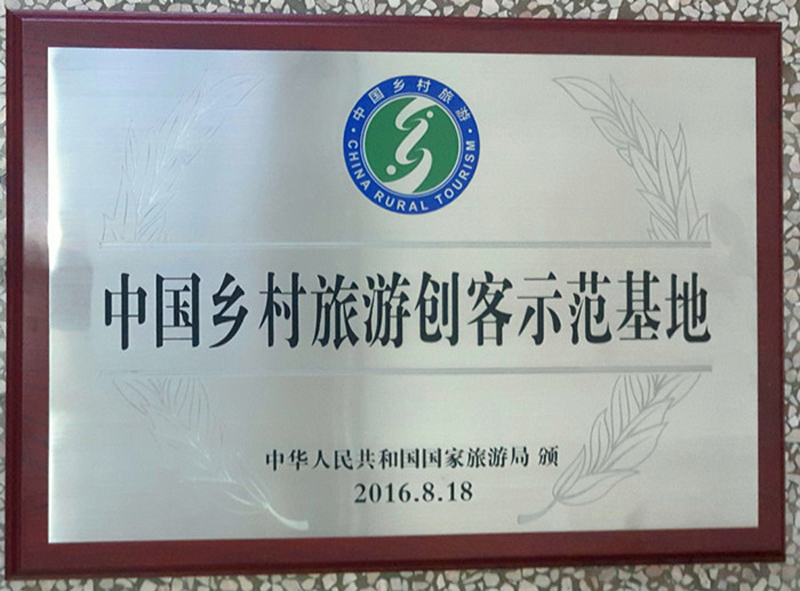 中国乡村旅游
CHINA RURAL TOURISM
中国乡村旅游创客示范基地
中华人民共和国国家旅游局 颁
2016.8.18